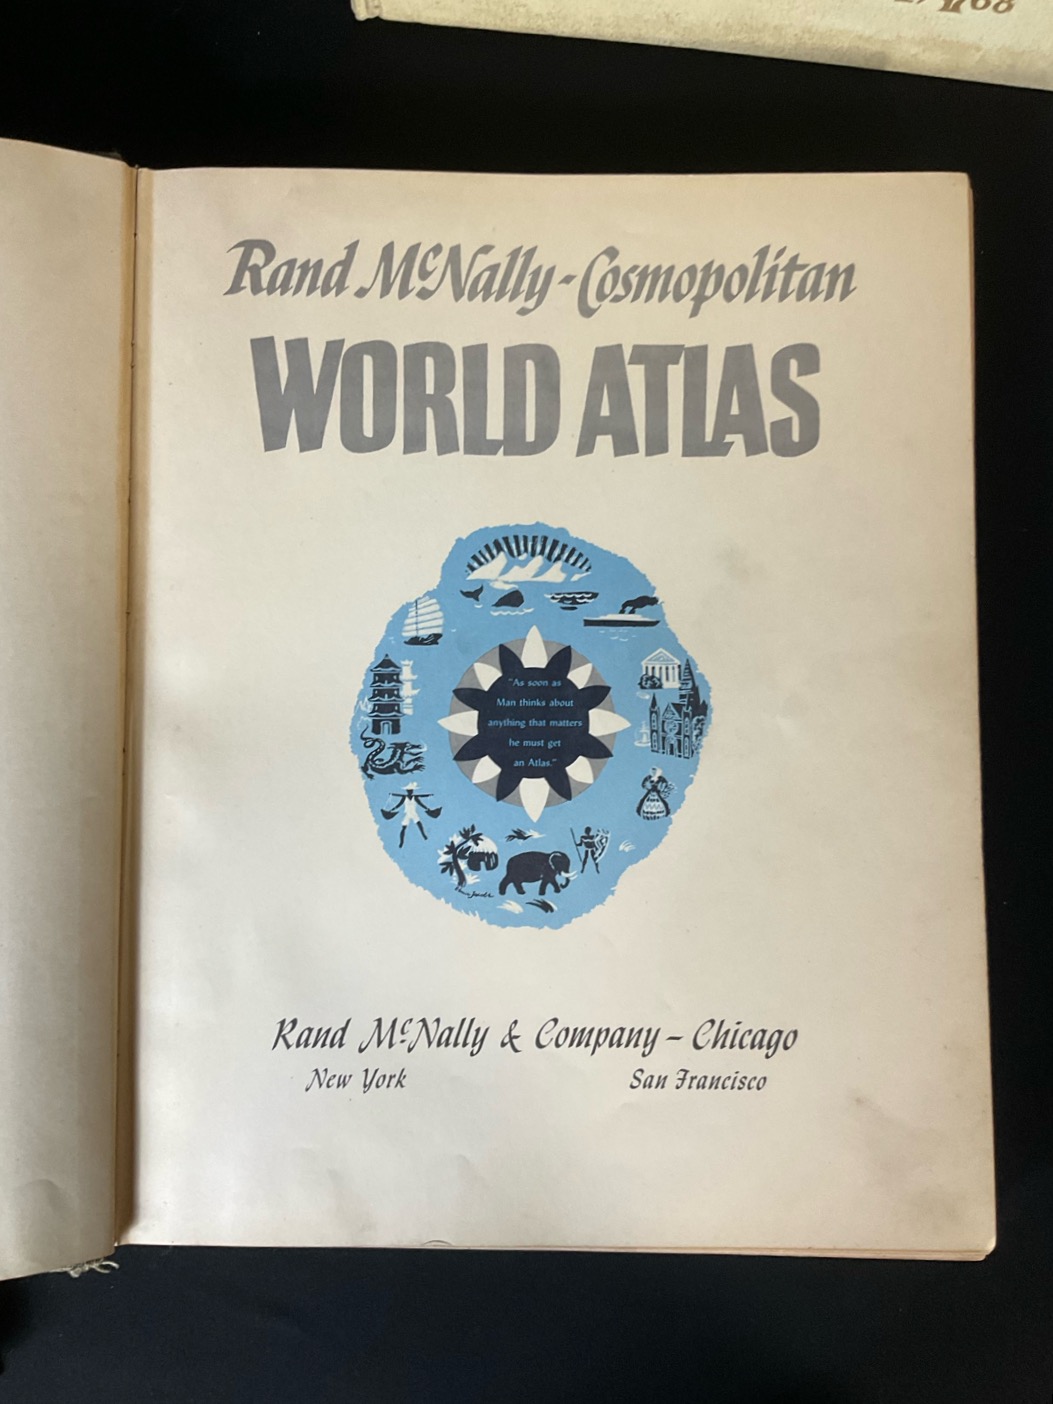 Rand McNally-Cosmopolitan
WORLD ATLAS
"As soon as
Man thinks about
anything that matters
he must get
an Atlas."
Rand McNally & Company – Chicago
New York San Francisco